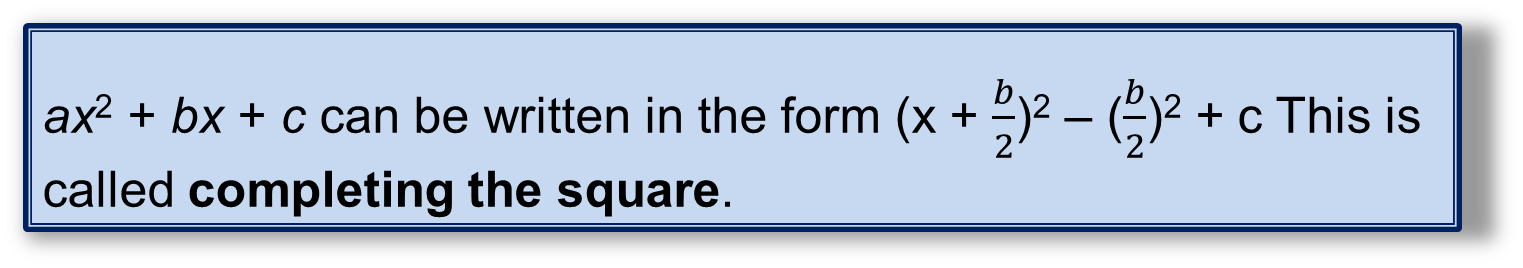 ax² + bx + c can be written in the form (x + b/2)² – (b/2)² + c This is
called completing the square.